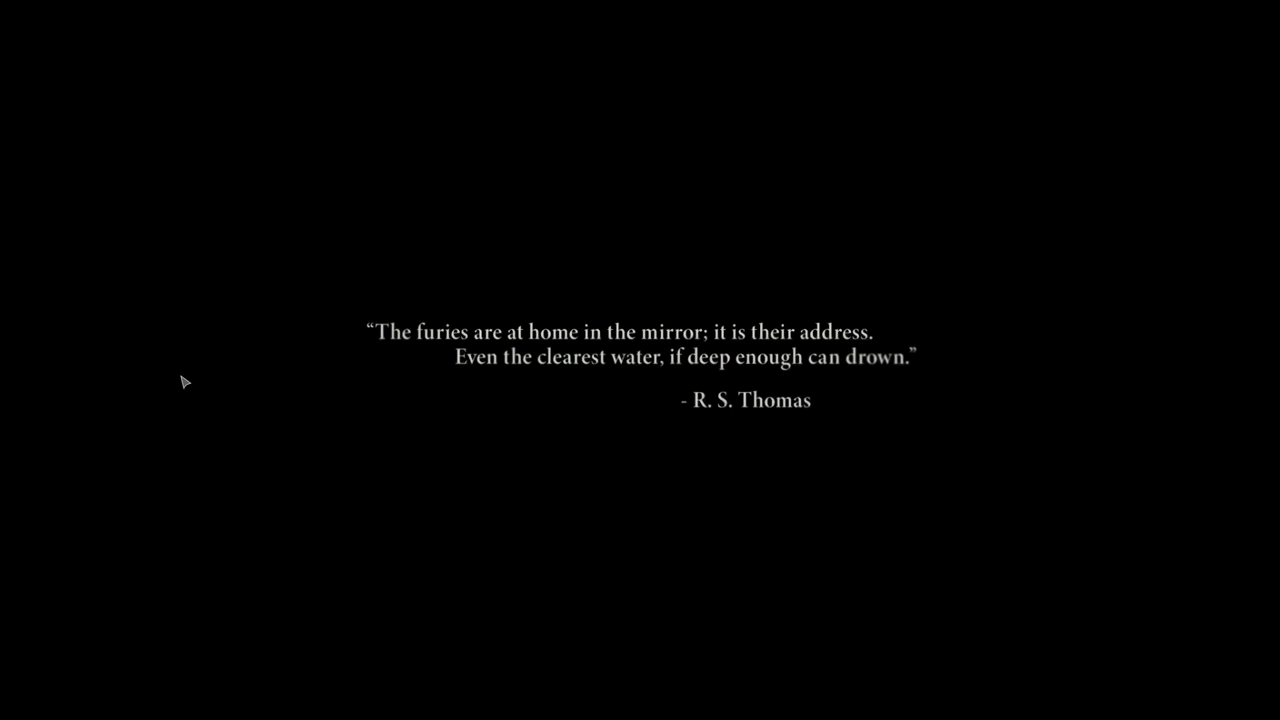 “The furies are at home in the mirror; it is their address.
Even the clearest water, if deep enough can drown.”
- R. S. Thomas